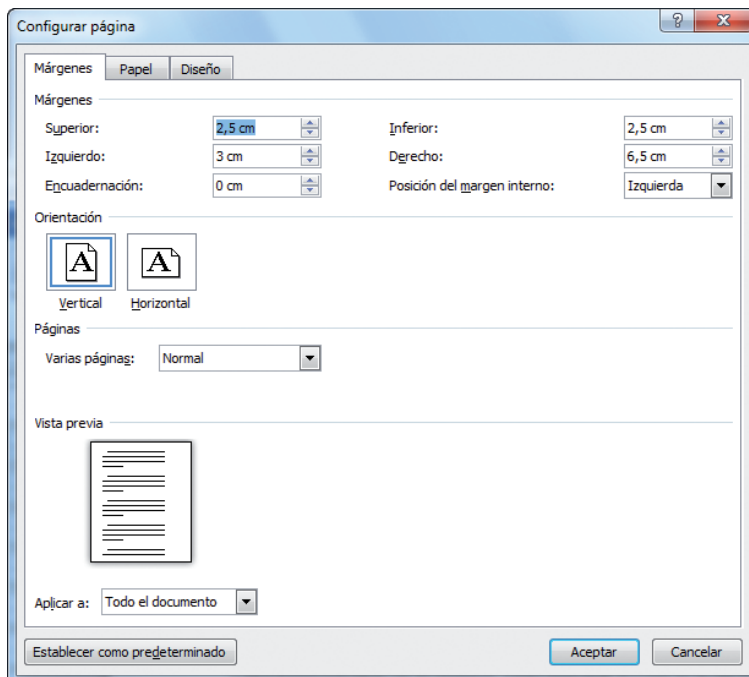 Configurar página
Márgenes Papel Diseño
Márgenes
Superior: 2,5 cm Inferior: 2,5 cm
Izquierdo: 3 cm Derecho: 6,5 cm
Encuadernación: 0 cm Posición del margen interno: Izquierda
Orientación
A A
Vertical Horizontal
Páginas
Varias páginas: Normal
Vista previa
Aplicar a: Todo el documento
Establecer como predeterminado Aceptar Cancelar